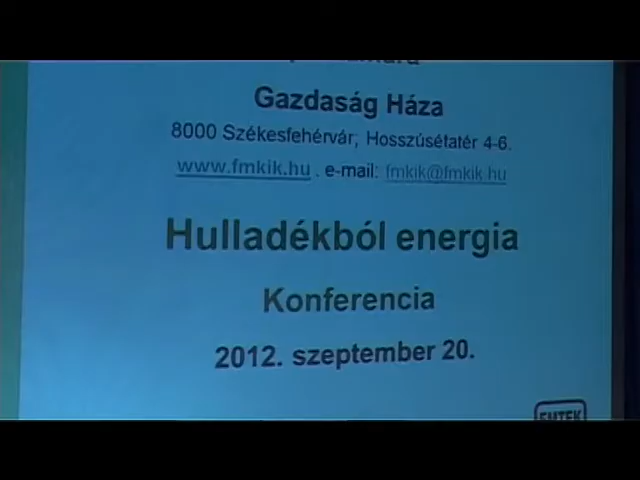 Gazdaság Háza
8000 Székesfehérvár, Hosszúsétatér 4-6.
www.fmkik.hu . e-mail: fmkik@fmkik.hu
Hulladékból energia
Konferencia
2012. szeptember 20.